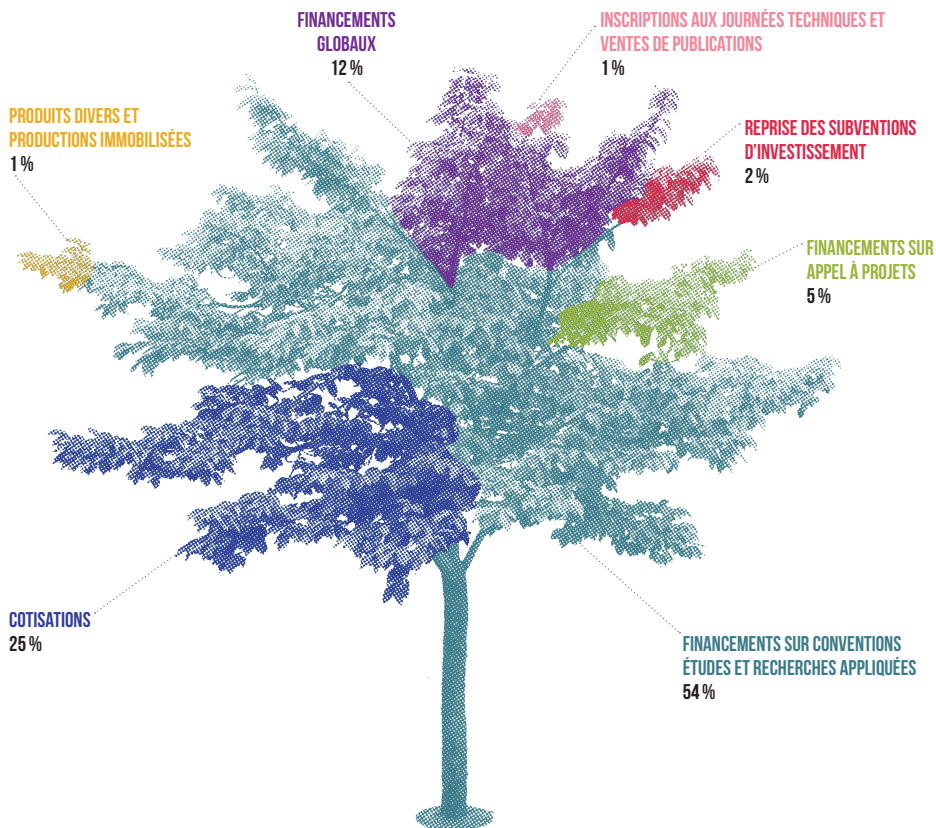 FINANCEMENTS
GLOBAUX
12 %
INSCRIPTIONS AUX JOURNÉES TECHNIQUES ET
VENTES DE PUBLICATIONS
1 %
PRODUITS DIVERS ET
PRODUCTIONS IMMOBILISÉES
1 %
REPRISE DES SUBVENTIONS
D'INVESTISSEMENT
2 %
FINANCEMENTS SUR
APPEL À PROJETS
5 %
COTISATIONS
25 %
FINANCEMENTS SUR CONVENTIONS
ÉTUDES ET RECHERCHES APPLIQUÉES
54 %